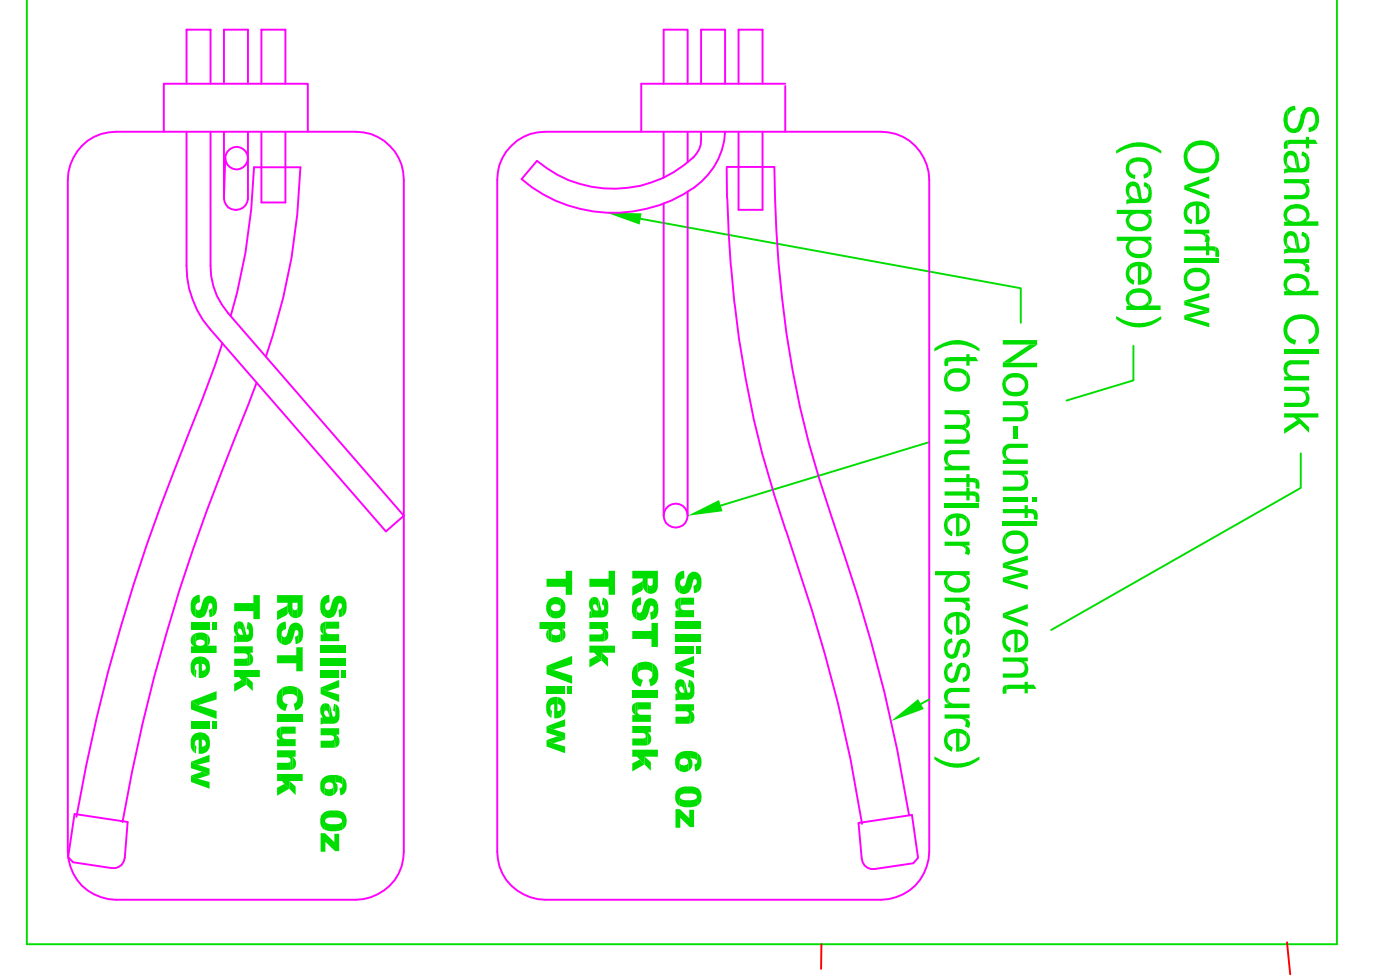 Standard Clunk
Overflow
(capped)
Non-uniflow vent
(to muffler pressure)
Sullivan 6 Oz
RST Clunk
Tank
Top View
Sullivan 6 Oz
RST Clunk
Tank
Side View